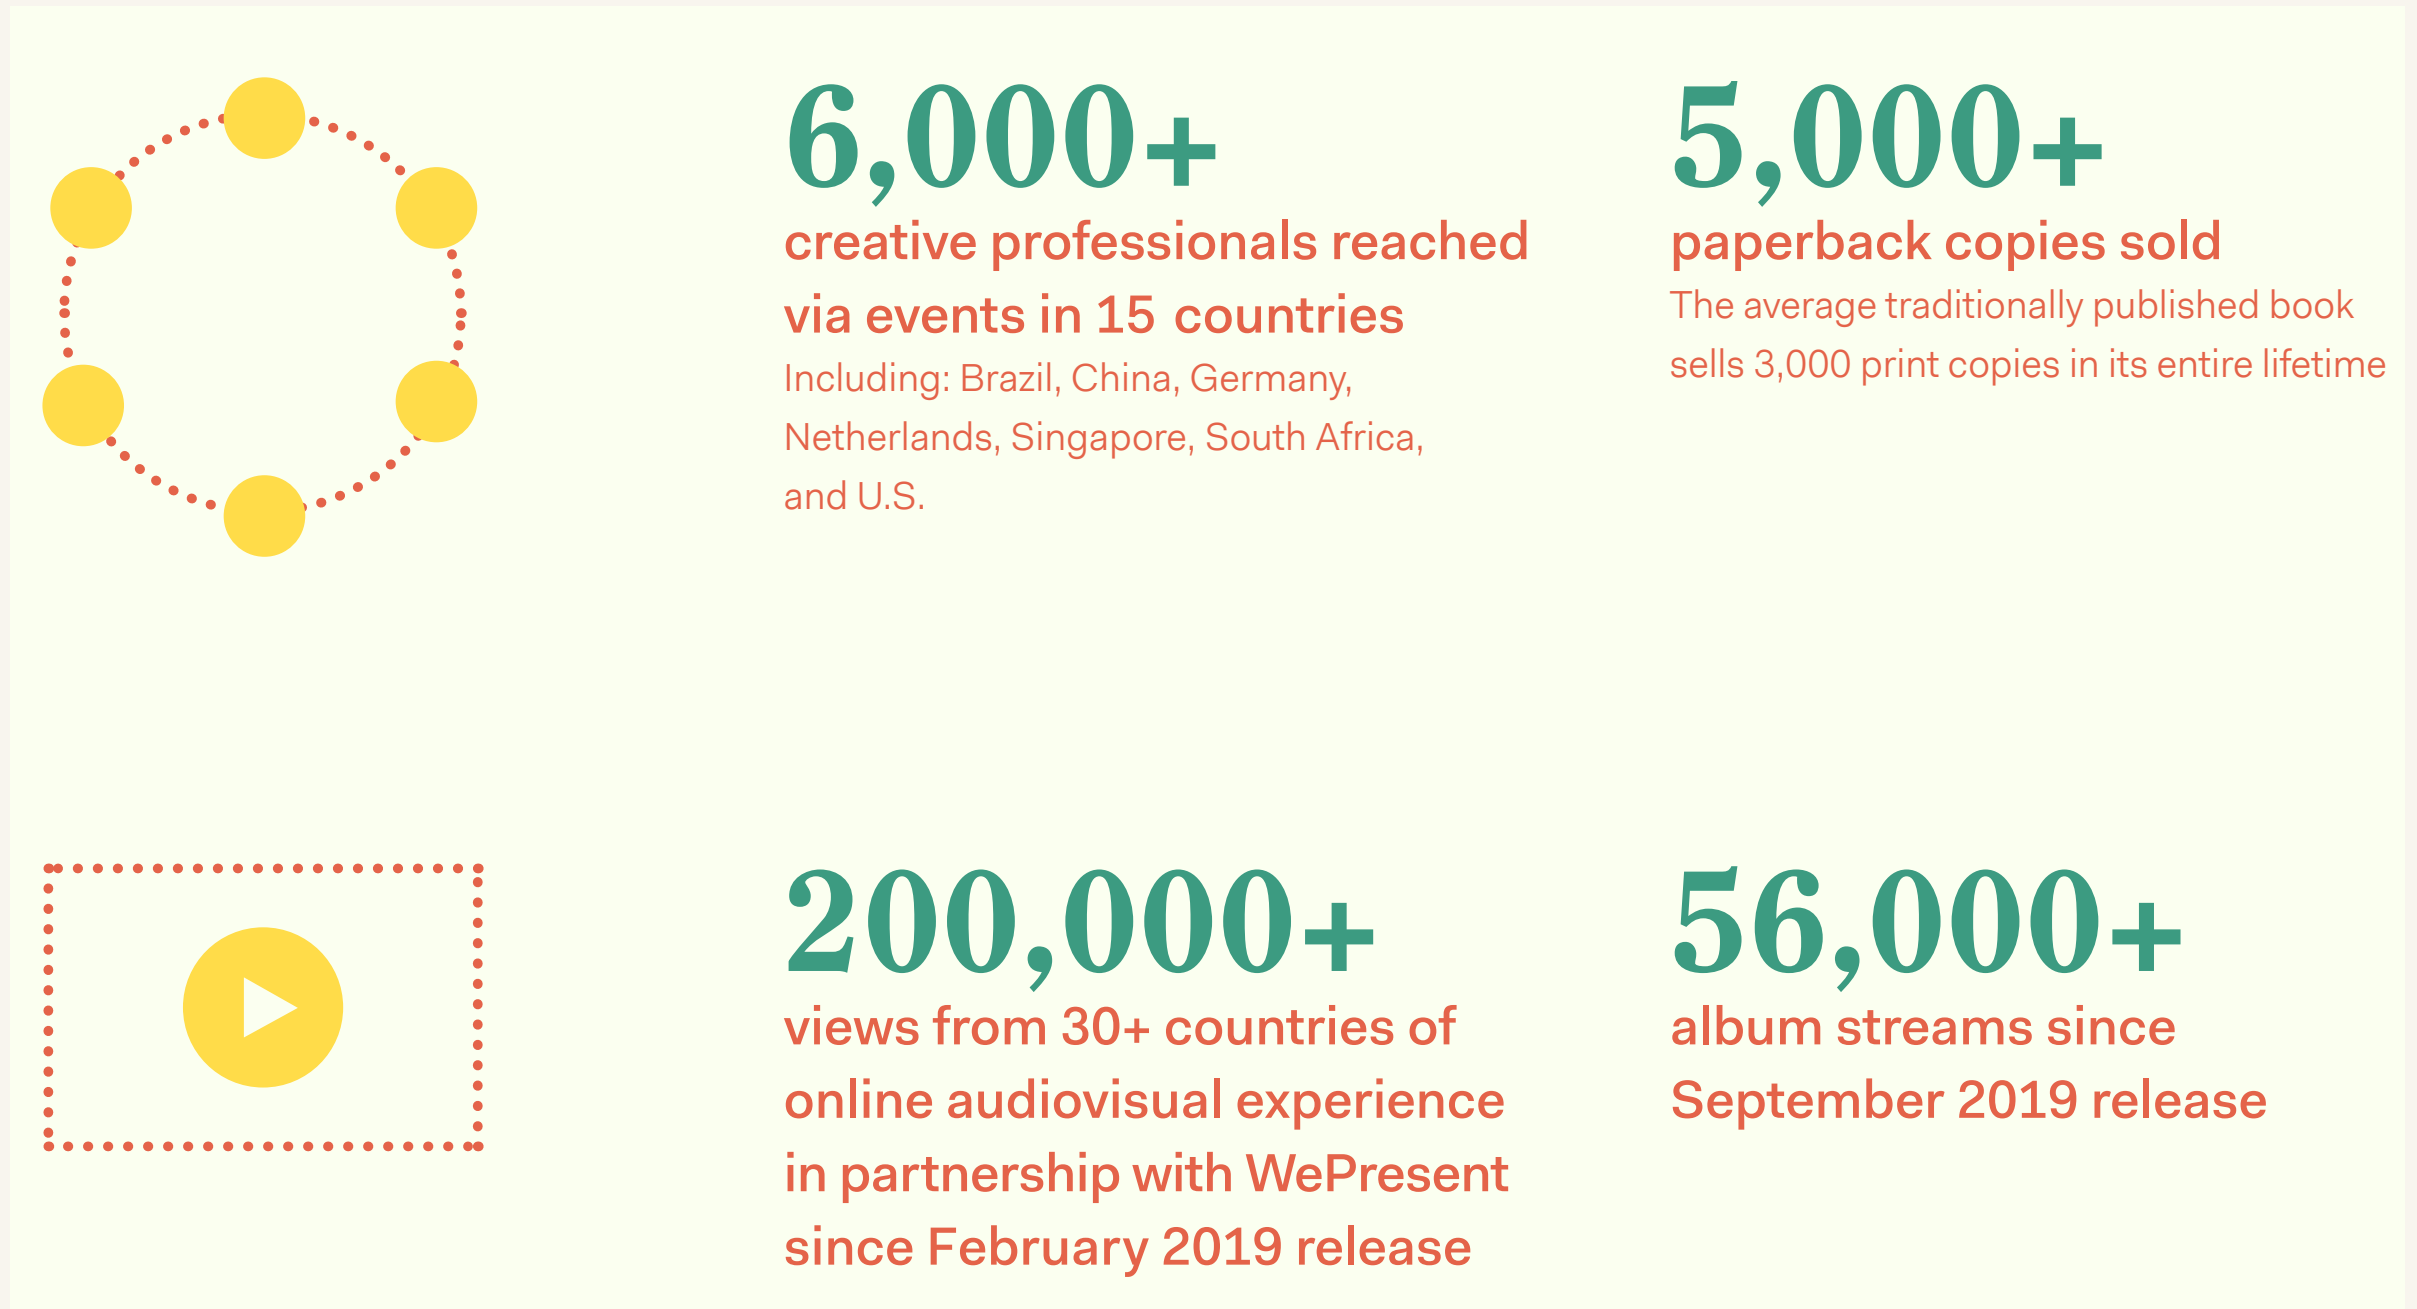 6,000+
creative professionals reached
via events in 15 countries
Including: Brazil, China, Germany,
Netherlands, Singapore, South Africa,
and U.S.
5,000+
paperback copies sold
The average traditionally published book
sells 3,000 print copies in its entire lifetime
200,000+
views from 30+ countries of
online audiovisual experience
in partnership with WePresent
since February 2019 release
56,000+
album streams since
September 2019 release